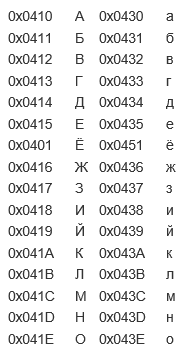 0x0410 А 0x0430 а
0x0411 Б 0x0431 б
0x0412 В 0x0432 в
0x0413 Г 0x0433 г
0x0414 Д 0x0434 д
0x0415 Е 0x0435 е
0x0401 Ё 0x0451 ё
0x0416 Ж 0x0436 ж
0x0417 З 0x0437 з
0x0418 И 0x0438 и
0x0419 Й 0x0439 й
0x041A К 0x043A к
0x041B Л 0x043B л
0x041C М 0x043C м
0x041D Н 0x043D н
0x041E О 0x043E о